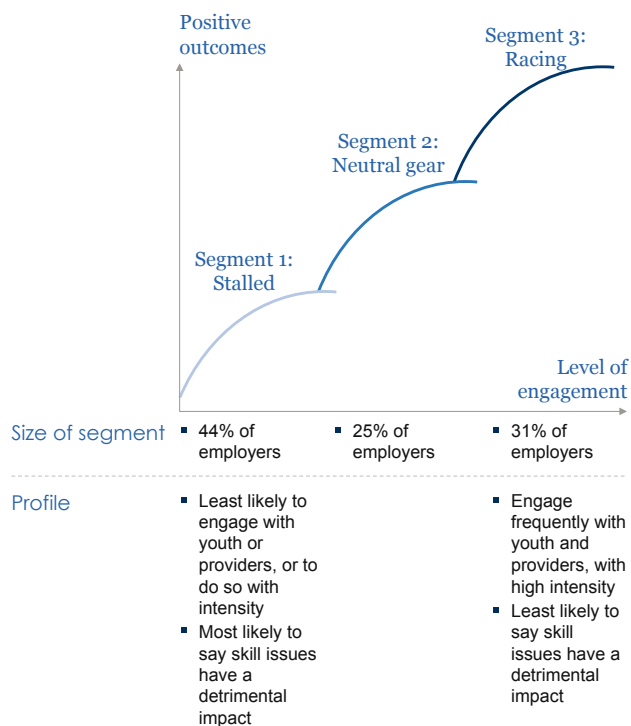 Positive
outcomes
Segment 3:
Racing
Segment 2:
Neutral gear
Segment 1:
Stalled
Level of
engagement
Size of segment
▪ 44% of
employers
▪ 25% of
employers
▪ 31% of
employers
Profile
▪ Least likely to
engage with
youth or
providers, or to
do so with
intensity
▪ Most likely to
say skill issues
have a
detrimental
impact
▪ Engage
frequently with
youth and
providers, with
high intensity
▪ Least likely to
say skill
issues have a
detrimental
impact